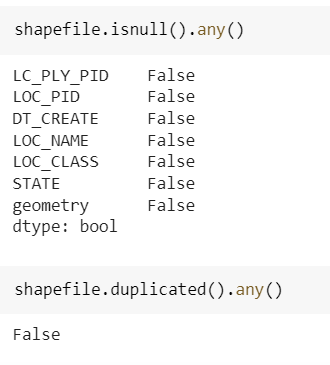 shapefile.isnull().any()
LC_PLY_PID    False
LOC_PID       False
DT_CREATE     False
LOC_NAME      False
LOC_CLASS     False
STATE         False
geometry      False
dtype: bool
shapefile.duplicated().any()
False